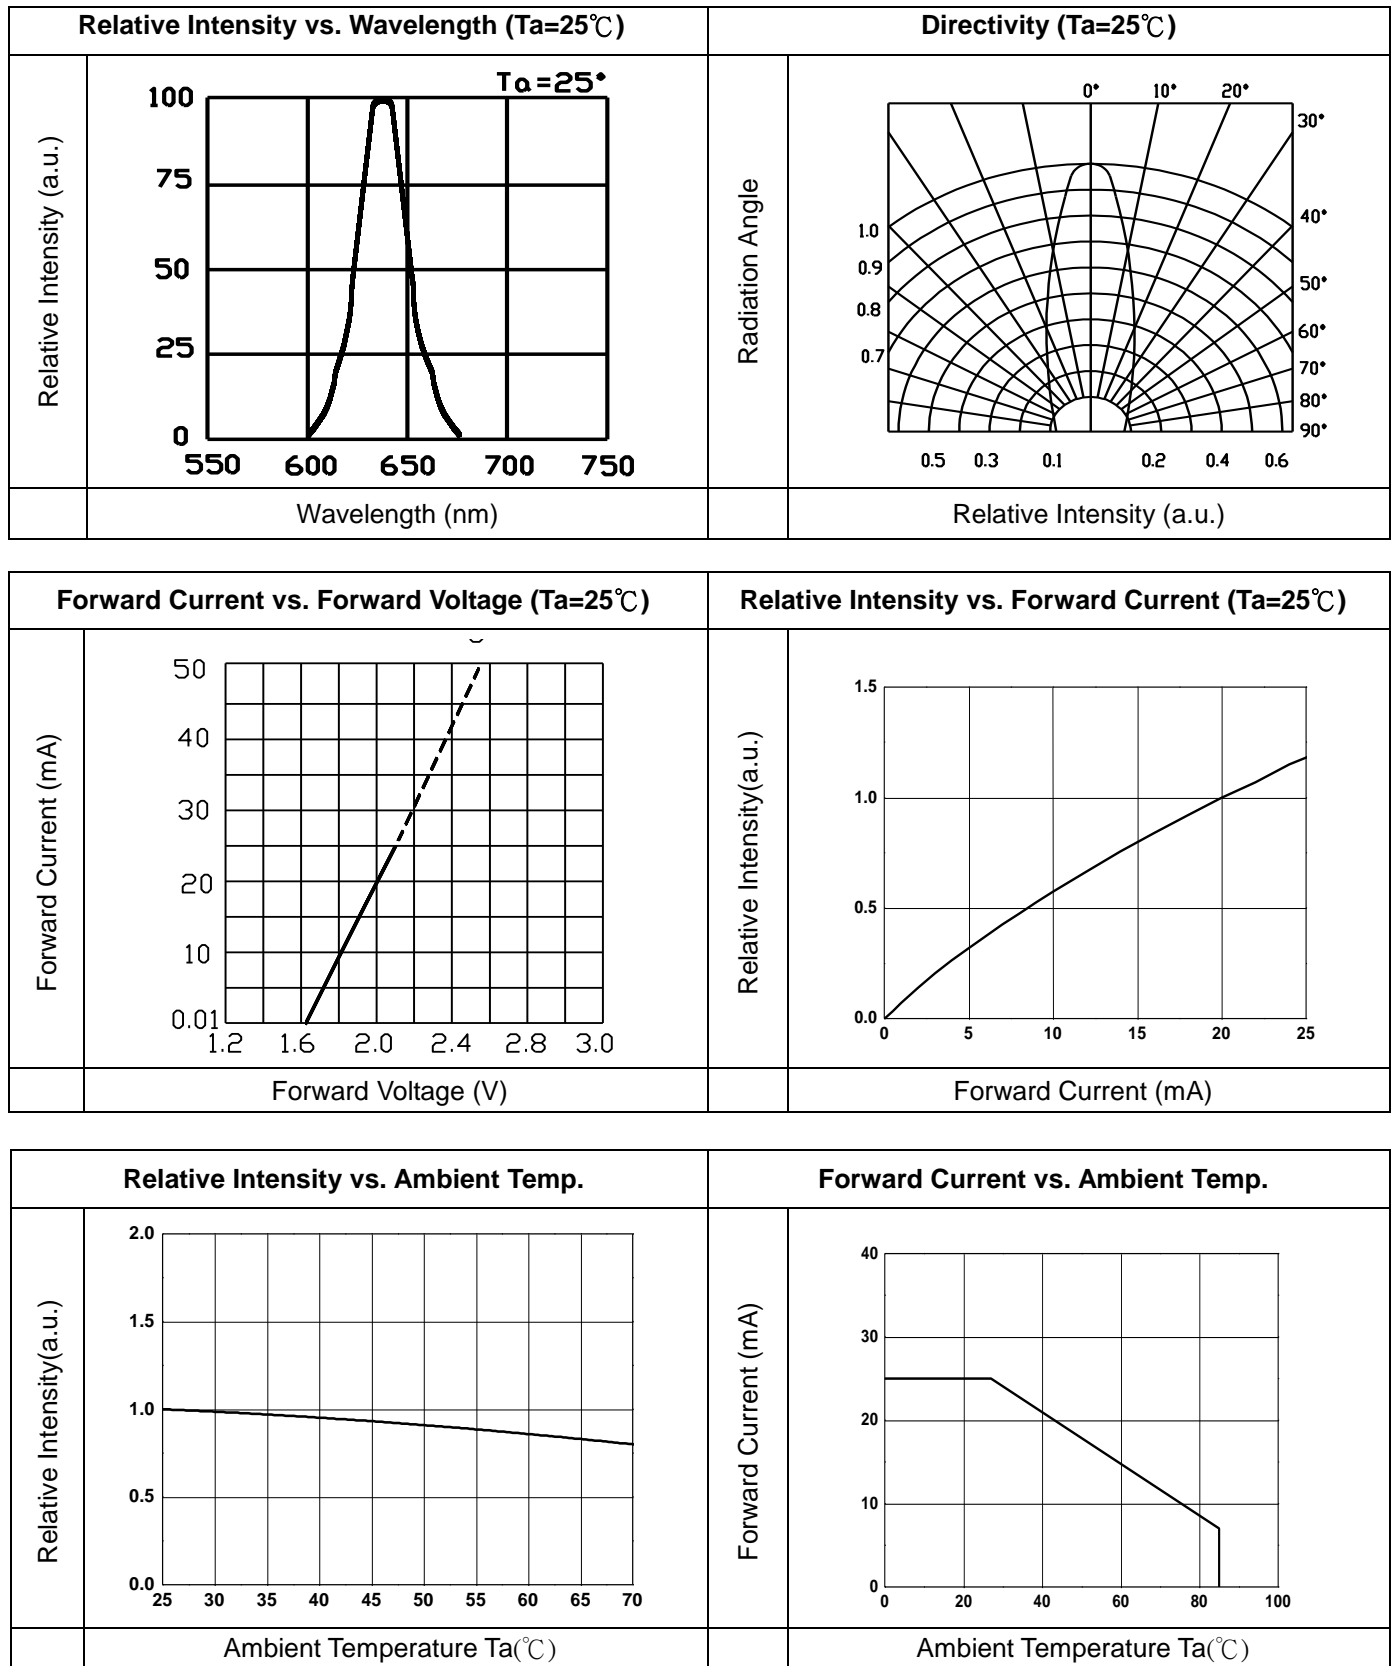 Relative Intensity vs. Wavelength (Ta=25℃)
Directivity (Ta=25℃)
Relative Intensity (a.u.)
Ta=25°
100
75
50
25
0
550 600 650 700 750
Wavelength (nm)
Radiation Angle
0° 10° 20°
30°
40°
50°
60°
70°
80°
90°
1.0
0.9
0.8
0.7
0.5 0.3 0.1 0.2 0.4 0.6
Relative Intensity (a.u.)
Forward Current vs. Forward Voltage (Ta=25℃)
Relative Intensity vs. Forward Current (Ta=25℃)
Forward Current (mA)
50
40
30
20
10
0.01
1.2 1.6 2.0 2.4 2.8 3.0
Forward Voltage (V)
Relative Intensity(a.u.)
1.5
1.0
0.5
0.0
0 5 10 15 20 25
Forward Current (mA)
Relative Intensity vs. Ambient Temp.
Forward Current vs. Ambient Temp.
Relative Intensity(a.u.)
2.0
1.5
1.0
0.5
0.0
25 30 35 40 45 50 55 60 65 70
Ambient Temperature Ta(℃)
Forward Current (mA)
40
30
20
10
0
0 20 40 60 80 100
Ambient Temperature Ta(℃)